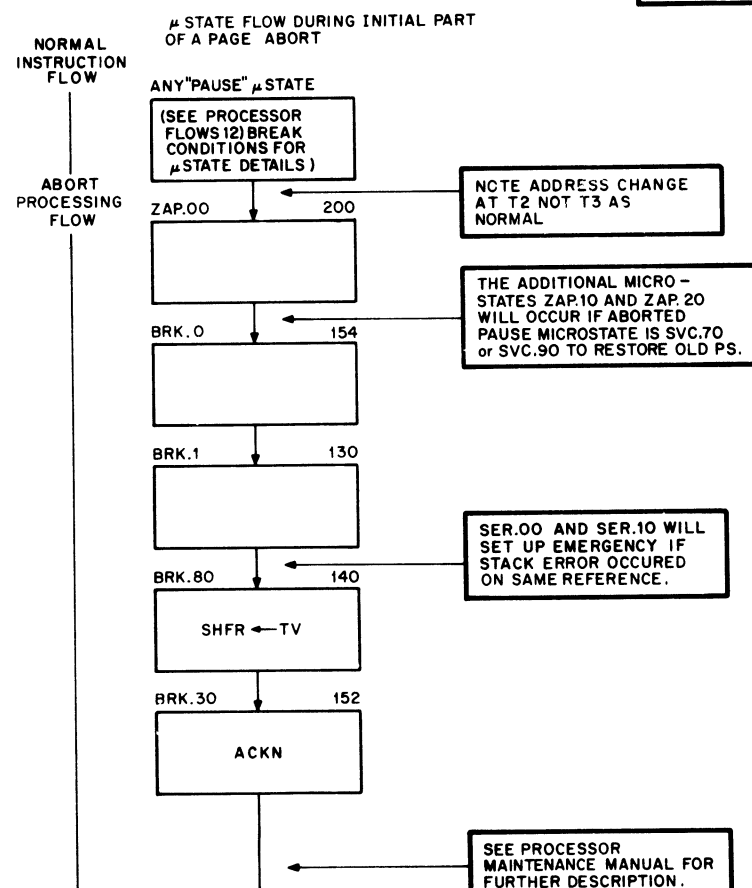 μ STATE FLOW DURING INITIAL PART
OF A PAGE ABORT
NORMAL
INSTRUCTION
FLOW
ANY "PAUSE" μ STATE
(SEE PROCESSOR
FLOWS 12) BREAK
CONDITIONS FOR
μ STATE DETAILS )
ABORT
PROCESSING
FLOW
NOTE ADDRESS CHANGE
AT T2 NOT T3 AS
NORMAL
ZAP.00 200
THE ADDITIONAL MICRO –
STATES ZAP.10 AND ZAP. 20
WILL OCCUR IF ABORTED
PAUSE MICROSTATE IS SVC.70
or SVC.90 TO RESTORE OLD PS.
BRK. 0 154
BRK. 1 130
SER.00 AND SER.10 WILL
SET UP EMERGENCY IF
STACK ERROR OCCURED
ON SAME REFERENCE.
BRK. 80 140
SHFR ← TV
BRK. 30 152
ACKN
SEE PROCESSOR
MAINTENANCE MANUAL FOR
FURTHER DESCRIPTION.